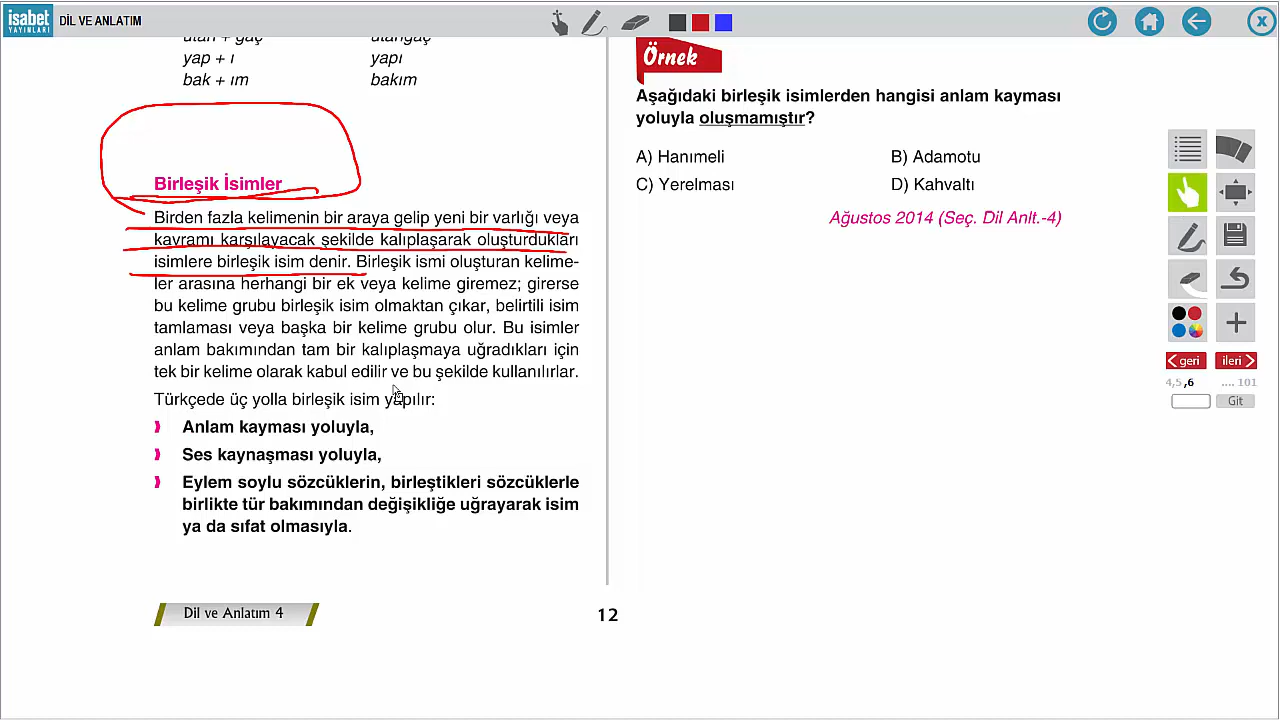 isabet
YAYINLARI
DİL VE ANLATIM
utan + gaç utangaç
yap + ı yapı
bak + ım bakım
Birleşik İsimler
Birden fazla kelimenin bir araya gelip yeni bir varlığı veya
kavramı karşılayacak şekilde kalıplaşarak oluşturdukları
isimlere birleşik isim denir. Birleşik ismi oluşturan kelime-
ler arasına herhangi bir ek veya kelime giremez; girerse
bu kelime grubu birleşik isim olmaktan çıkar, belirtili isim
tamlaması veya başka bir kelime grubu olur. Bu isimler
anlam bakımından tam bir kalıplaşmaya uğradıkları için
tek bir kelime olarak kabul edilir ve bu şekilde kullanılırlar.
Türkçede üç yolla birleşik isim yapılır:
Anlam kayması yoluyla,
Ses kaynaşması yoluyla,
Eylem soylu sözcüklerin, birleştikleri sözcüklerle
birlikte tür bakımından değişikliğe uğrayarak isim
ya da sıfat olmasıyla.
Dil ve Anlatım 4
12
Örnek
Aşağıdaki birleşik isimlerden hangisi anlam kayması
yoluyla oluşmamıştır?
A) Hanımeli B) Adamotu
C) Yerelması D) Kahvaltı
Ağustos 2014 (Seç. Dil Anlt.-4)
geri ileri
4,5,6 .... 101
Git